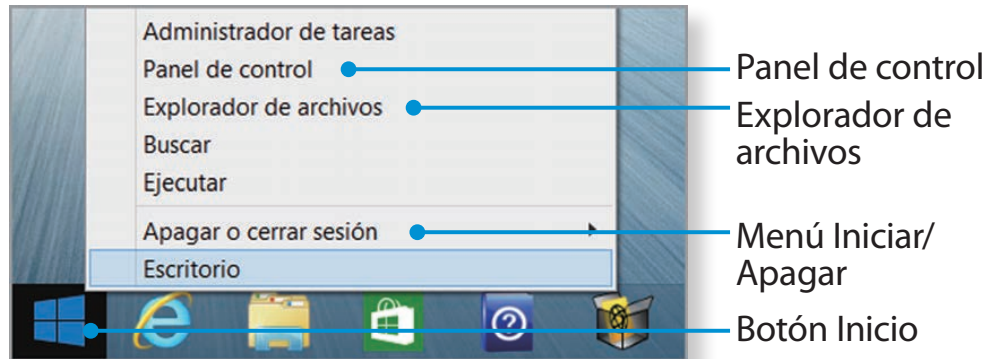 Administrador de tareas
Panel de control
Explorador de archivos
Buscar
Ejecutar
Apagar o cerrar sesión
Escritorio
Panel de control
Explorador de
archivos
Menú Iniciar/
Apagar
Botón Inicio